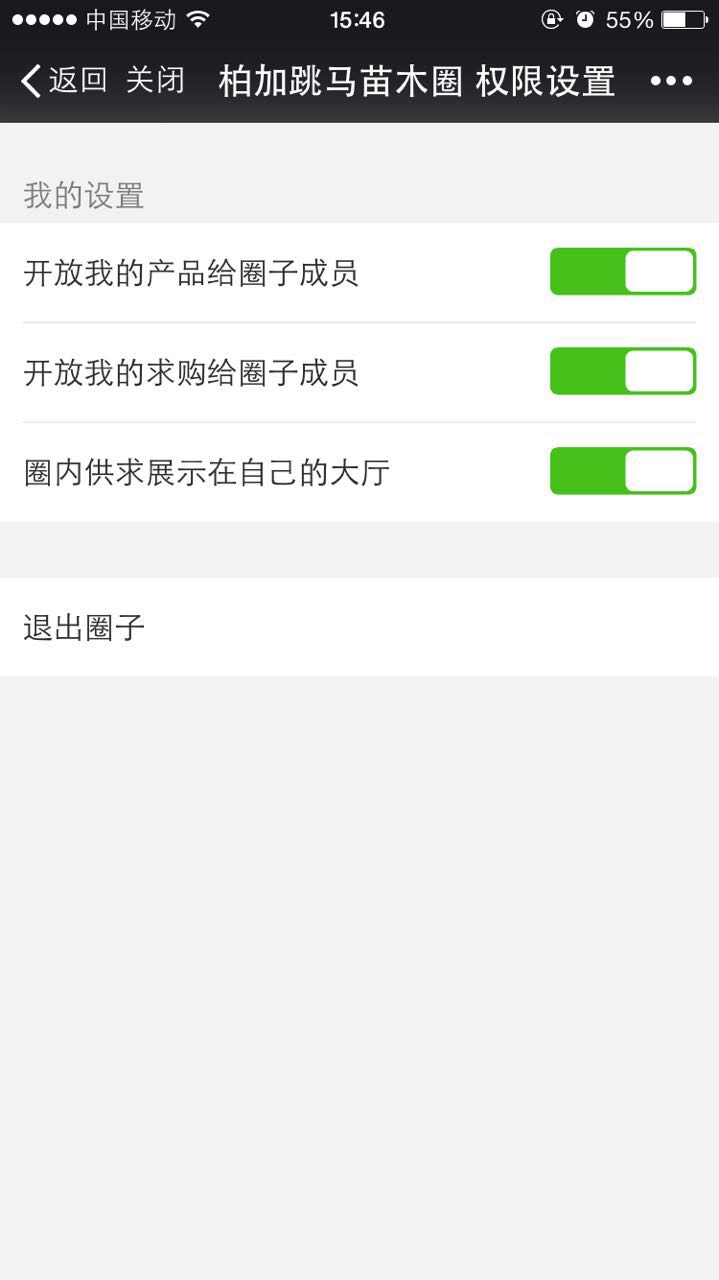 中国移动 15:46 55%
返回 关闭 柏加跳马苗木圈 权限设置
我的设置
开放我的产品给圈子成员
开放我的求购给圈子成员
圈内供求展示在自己的大厅
退出圈子